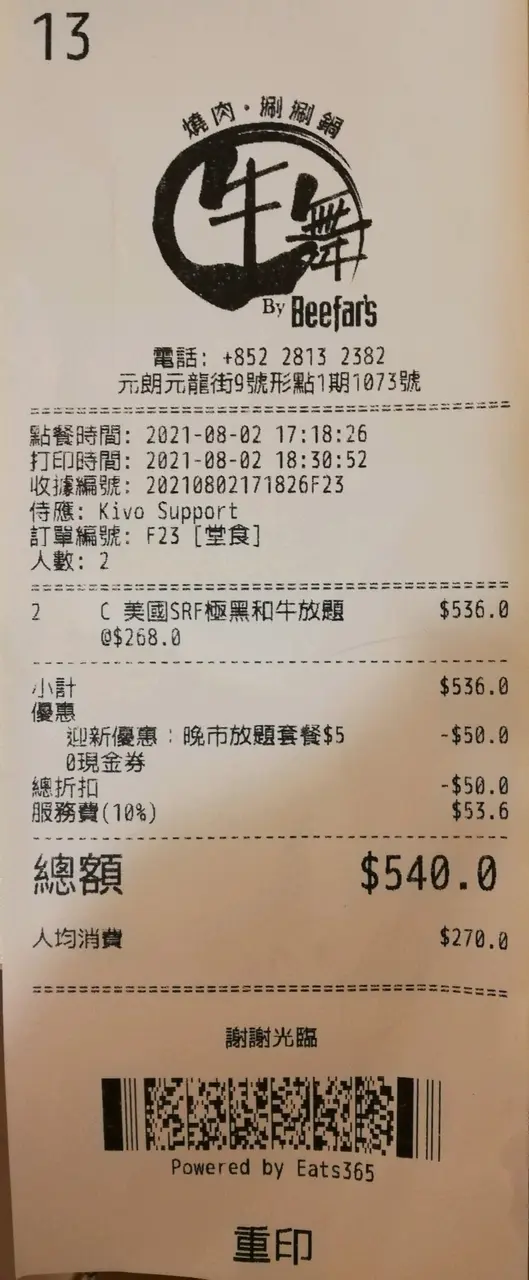 13
燒肉・涮涮鍋
牛舞
By Beefar's
電話: +852 2813 2382
元朗元龍街9號形點1期1073號
點餐時間: 2021-08-02 17:18:26
打印時間: 2021-08-02 18:30:52
收據編號: 20210802171826F23
侍應: Kivo Support
訂單編號: F23 [堂食]
人數: 2
2 C 美國SRF極黑和牛放題 $536.0
@$268.0
小計 $536.0
優惠
迎新優惠：晚市放題套餐$5 -$50.0
0現金券
總折扣 -$50.0
服務費(10%) $53.6
總額 $540.0
人均消費 $270.0
謝謝光臨
Powered by Eats365
重印